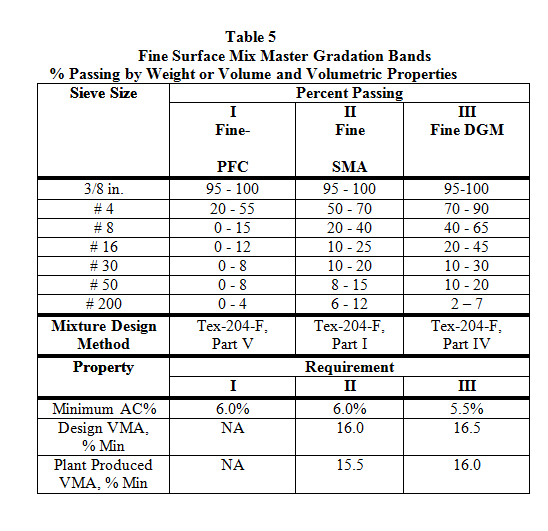 Table 5
Fine Surface Mix Master Gradation Bands
% Passing by Weight or Volume and Volumetric Properties
Sieve Size Percent Passing
I II III
Fine- Fine Fine DGM
PFC SMA
3/8 in. 95 - 100 95 - 100 95-100
# 4 20 - 55 50 - 70 70 - 90
# 8 0 - 15 20 - 40 40 - 65
# 16 0 - 12 10 - 25 20 - 45
# 30 0 - 8 10 - 20 10 - 30
# 50 0 - 8 8 - 15 10 - 20
# 200 0 - 4 6 - 12 2 – 7
Mixture Design Tex-204-F, Tex-204-F, Tex-204-F,
Method Part V Part I Part IV
Property Requirement
I II III
Minimum AC% 6.0% 6.0% 5.5%
Design VMA, NA 16.0 16.5
% Min
Plant Produced NA 15.5 16.0
VMA, % Min